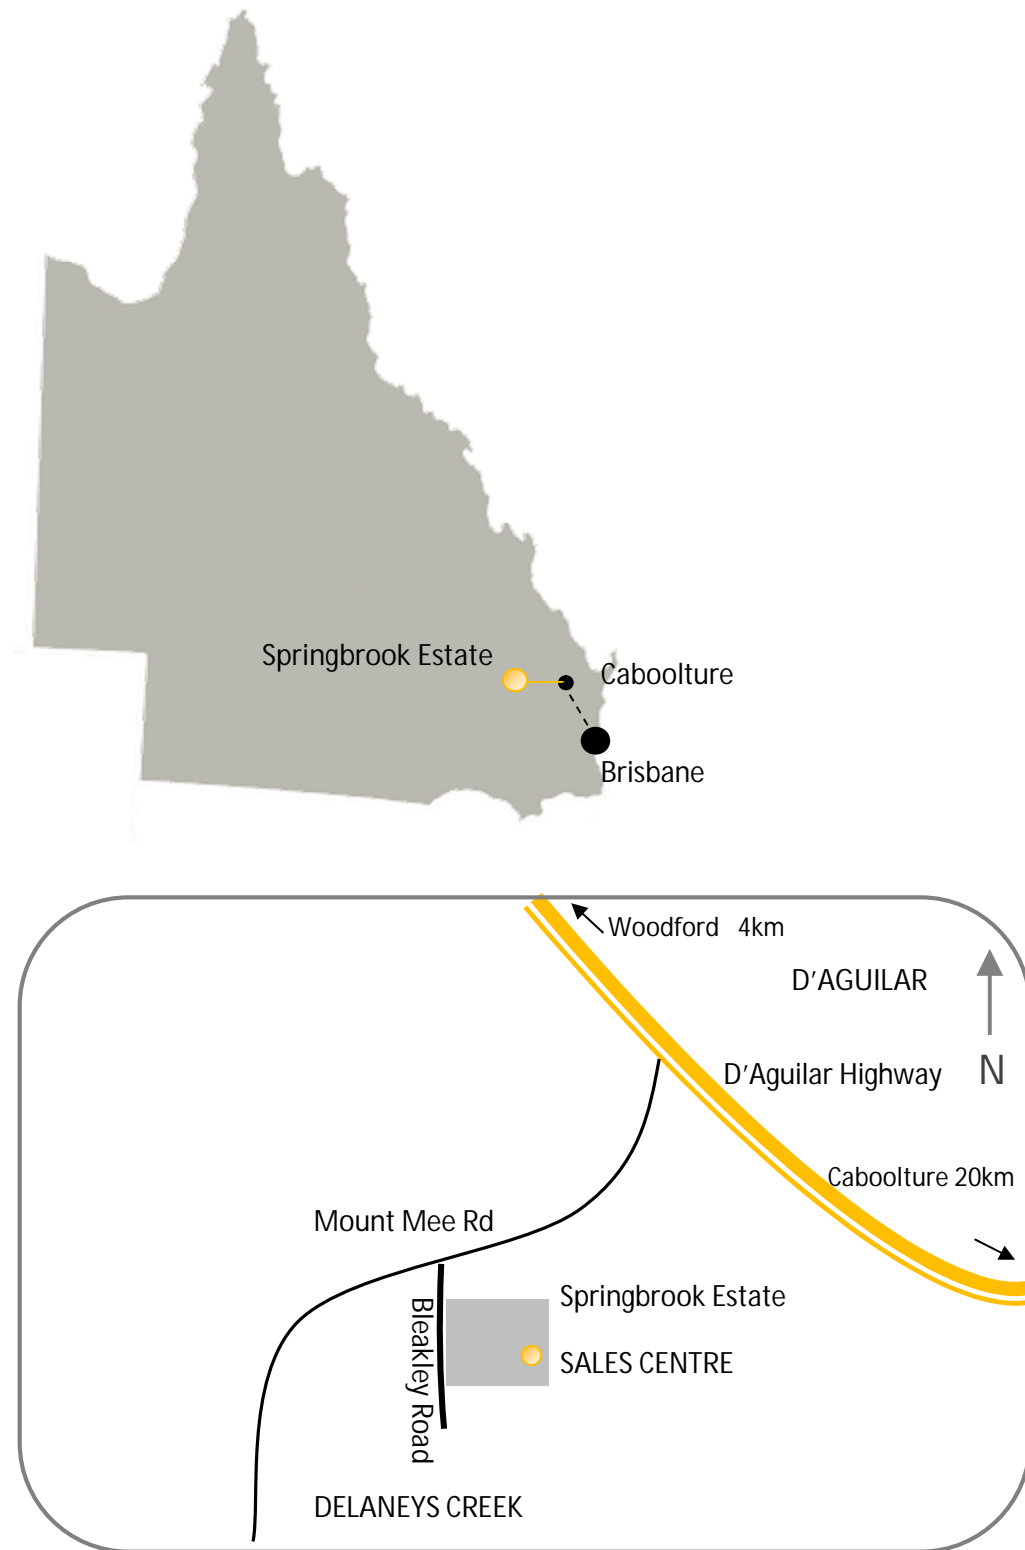 Springbrook Estate
Caboolture
Brisbane
Woodford 4km
D'AGUILAR
D'Aguilar Highway
N
Caboolture 20km
Mount Mee Rd
Springbrook Estate
Bleakley Road
SALES CENTRE
DELANEYS CREEK